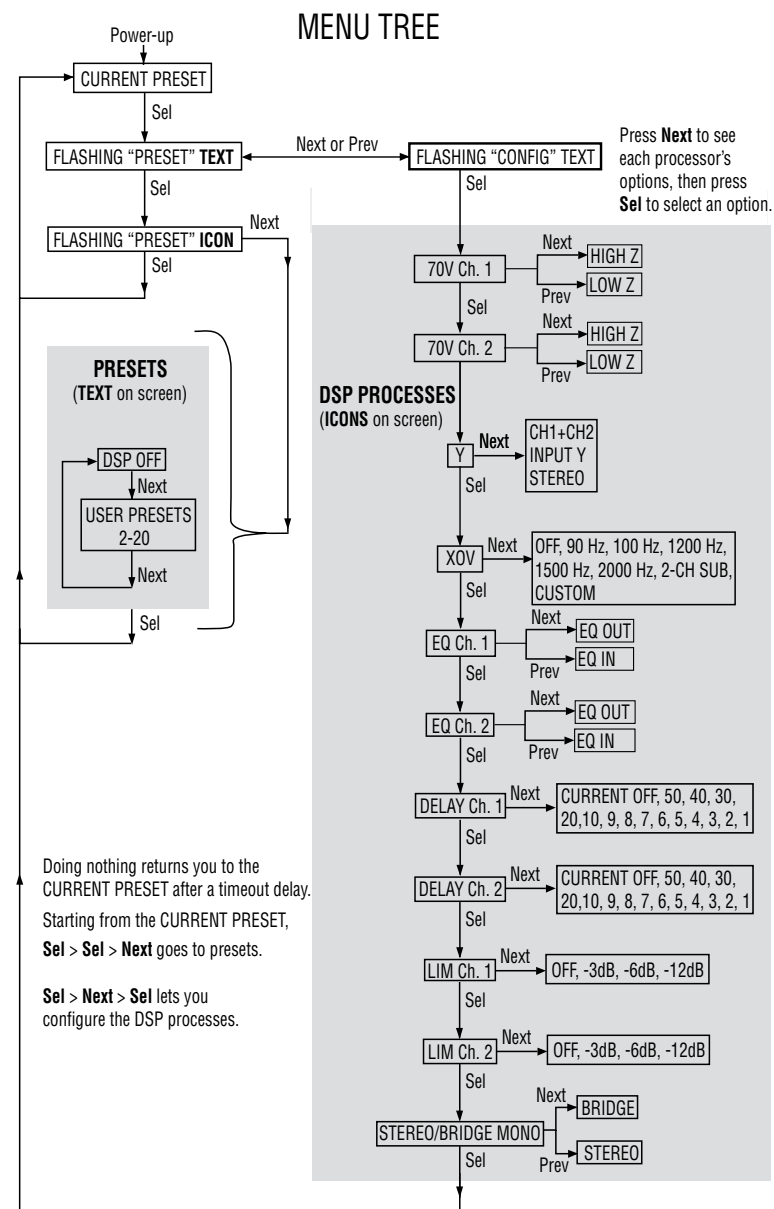 MENU TREE
Power-up
CURRENT PRESET
Sel
FLASHING “PRESET” TEXT
Next or Prev
FLASHING “CONFIG” TEXT
Press Next to see
each processor's
options, then press
Sel to select an option.
Sel
FLASHING “PRESET” ICON
Next
Sel
PRESETS
(TEXT on screen)
DSP OFF
Next
USER PRESETS
2-20
Next
Sel
Doing nothing returns you to the
CURRENT PRESET after a timeout delay.
Starting from the CURRENT PRESET,
Sel > Sel > Next goes to presets.
Sel > Next > Sel lets you
configure the DSP processes.
Sel
DSP PROCESSES
(ICONS on screen)
70V Ch. 1
Next
HIGH Z
Prev
LOW Z
Sel
70V Ch. 2
Next
HIGH Z
Prev
LOW Z
Y
Next
CH1+CH2
INPUT Y
STEREO
Sel
XOV
Next
OFF, 90 Hz, 100 Hz, 1200 Hz,
1500 Hz, 2000 Hz, 2-CH SUB,
CUSTOM
Sel
EQ Ch. 1
Next
EQ OUT
Prev
EQ IN
Sel
EQ Ch. 2
Next
EQ OUT
Prev
EQ IN
Sel
DELAY Ch. 1
Next
CURRENT OFF, 50, 40, 30,
20,10, 9, 8, 7, 6, 5, 4, 3, 2, 1
Sel
DELAY Ch. 2
Next
CURRENT OFF, 50, 40, 30,
20,10, 9, 8, 7, 6, 5, 4, 3, 2, 1
Sel
LIM Ch. 1
Next
OFF, -3dB, -6dB, -12dB
Sel
LIM Ch. 2
Next
OFF, -3dB, -6dB, -12dB
Sel
STEREO/BRIDGE MONO
Next
BRIDGE
Prev
STEREO
Sel